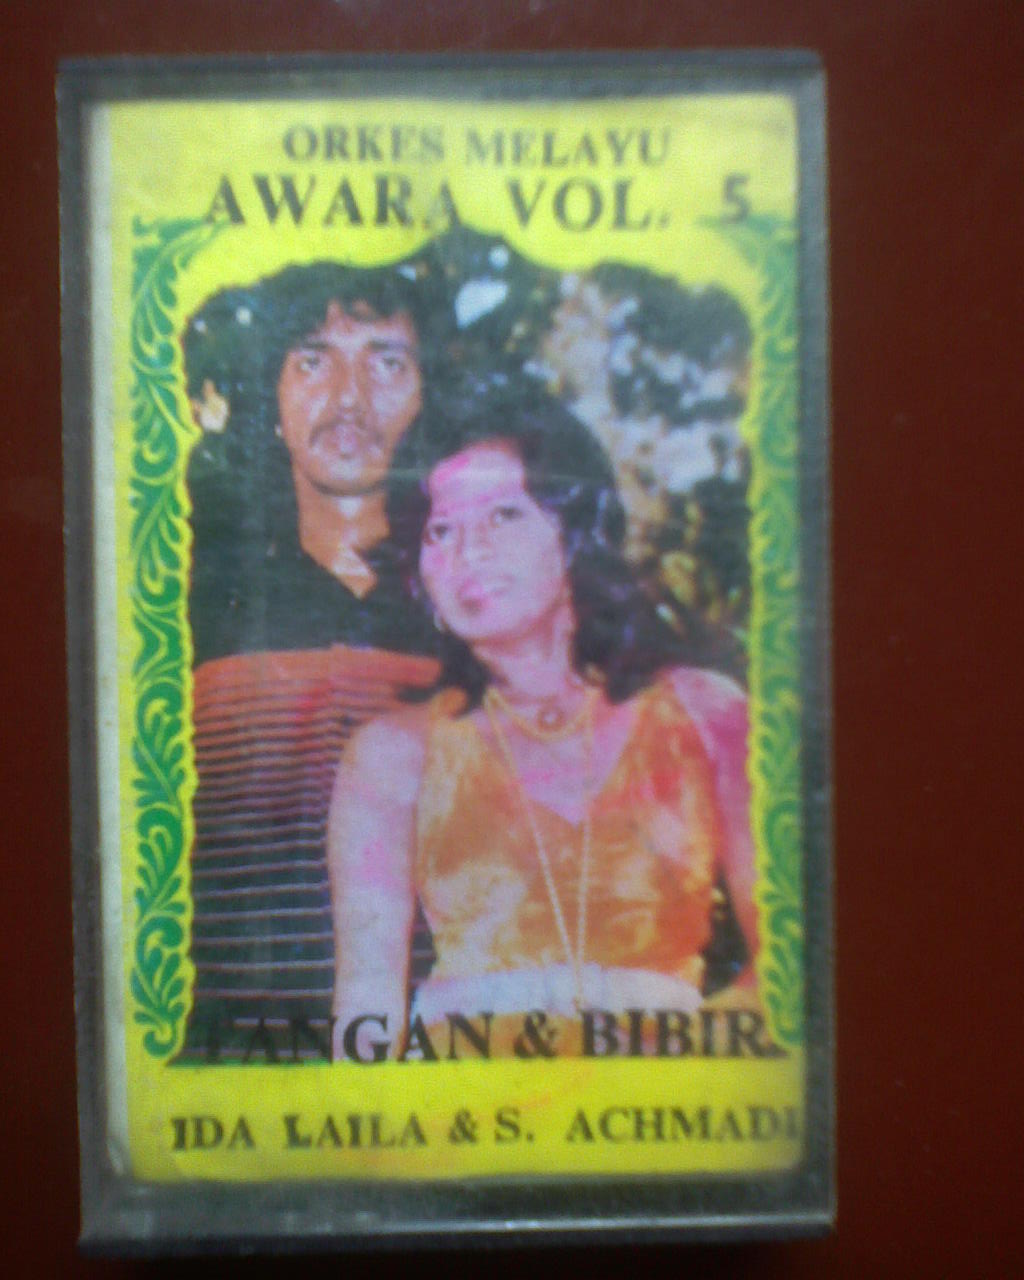 ORKES MELAYU
AWARA VOL. 5
TANGAN & BIBIR
IDA LAILA & S. ACHMADI